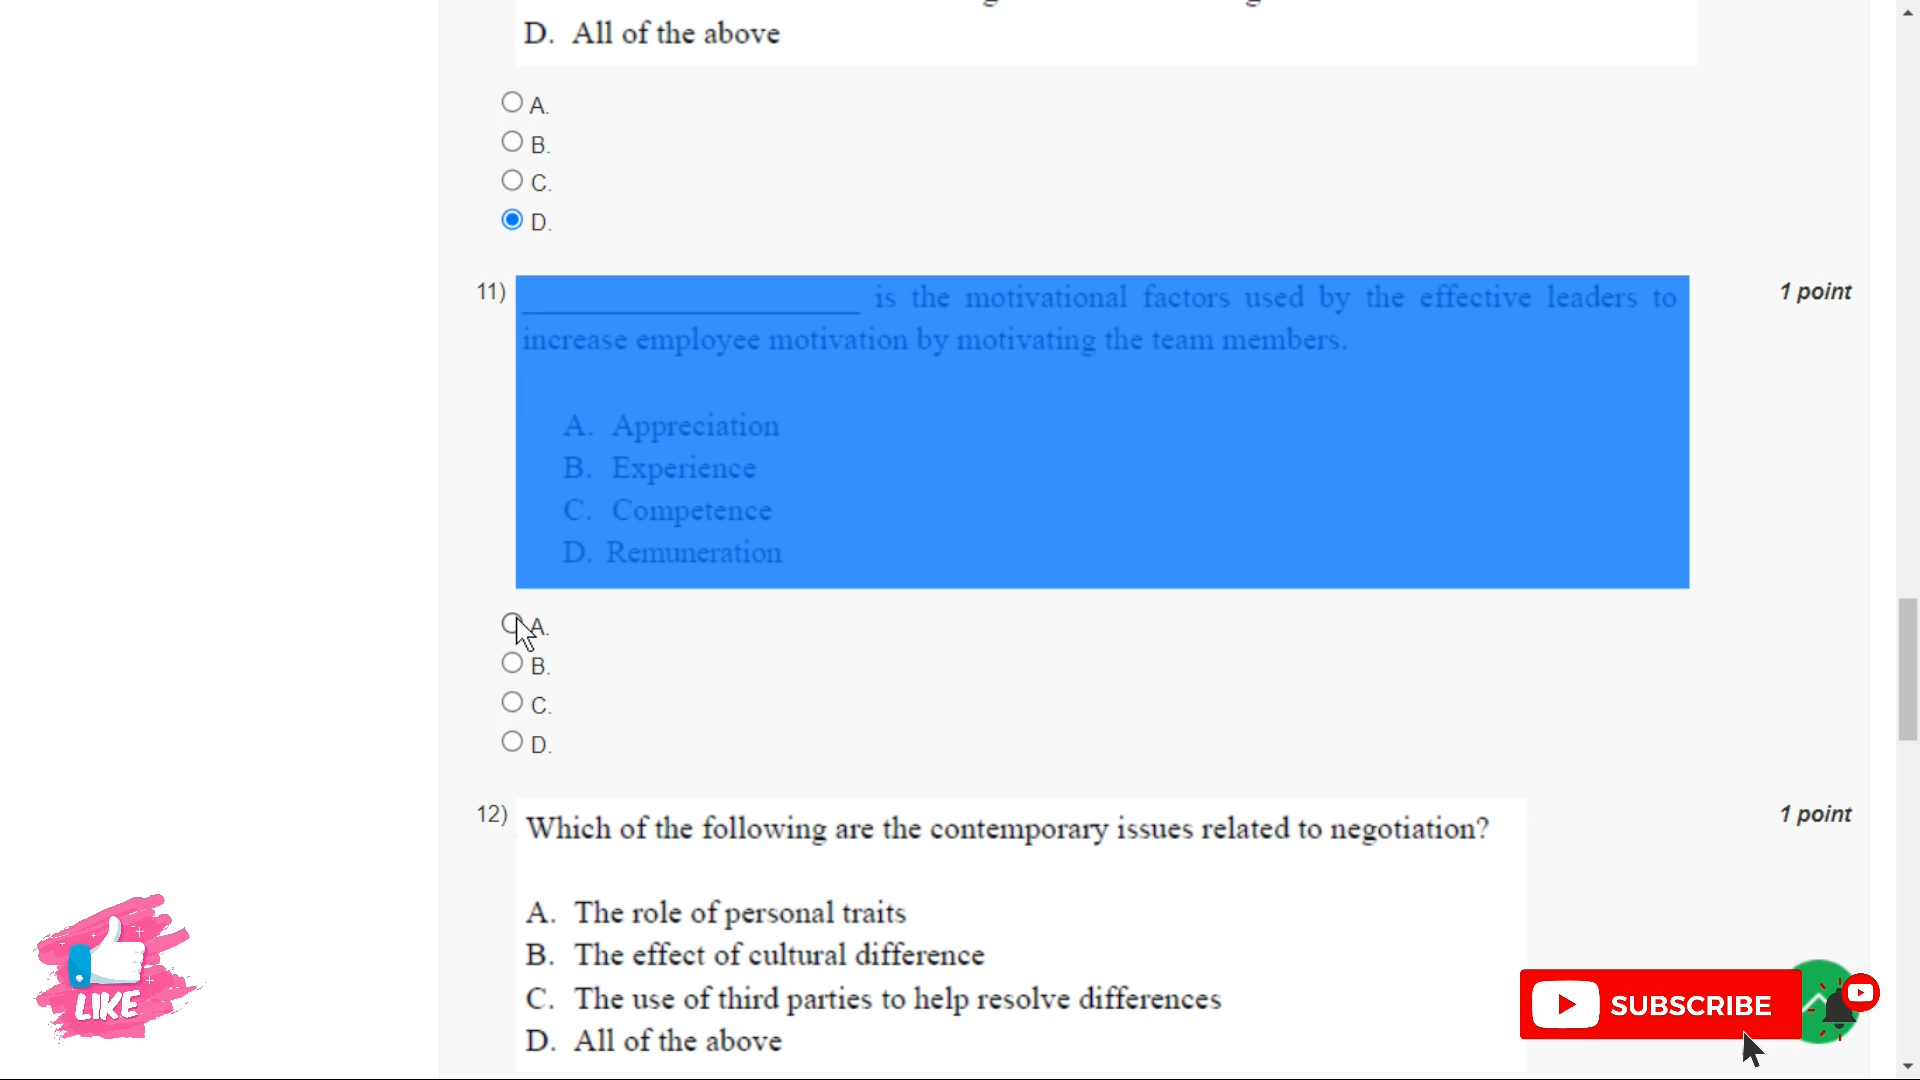 D. All of the above
A.
B.
C.
D.
11) ____________________ is the motivational factors used by the effective leaders to
1 point
increase employee motivation by motivating the team members.
A. Appreciation
B. Experience
C. Competence
D. Remuneration
A.
B.
C.
D.
12) Which of the following are the contemporary issues related to negotiation?
1 point
A. The role of personal traits
B. The effect of cultural difference
C. The use of third parties to help resolve differences
D. All of the above
LIKE
SUBSCRIBE